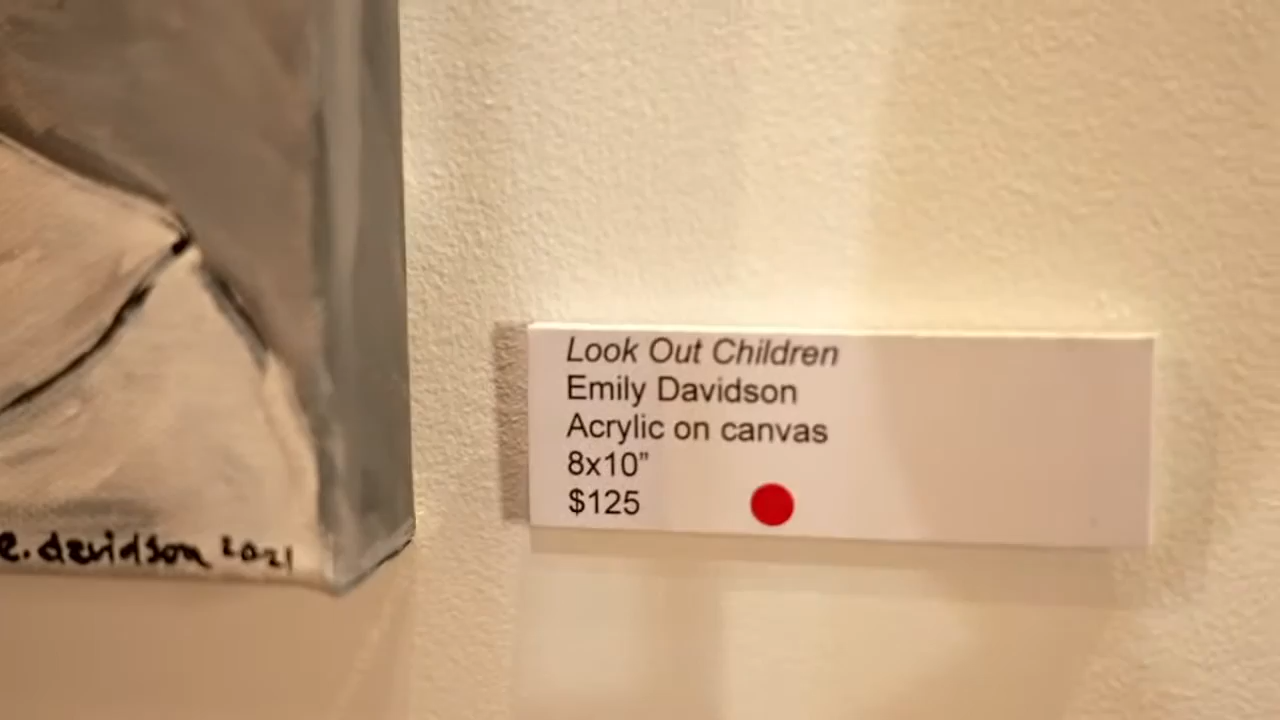 e. davidson 2021
Look Out Children
Emily Davidson
Acrylic on canvas
8x10”
$125